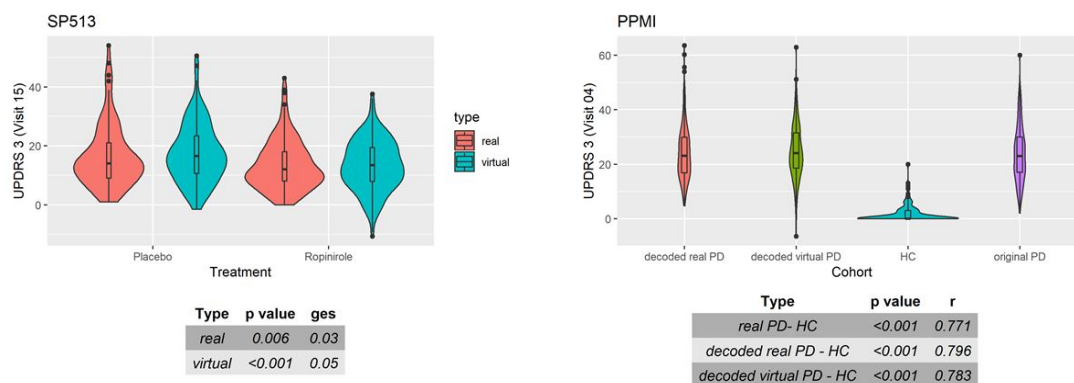 SP513
UPDRS 3 (Visit 15)
40
20
0
Placebo
Ropinirole
Treatment
type
real
virtual
Type p value ges
real 0.006 0.03
virtual <0.001 0.05
PPMI
UPDRS 3 (Visit 04)
60
40
20
0
decoded real PD
decoded virtual PD
HC
original PD
Cohort
Type p value r
real PD- HC <0.001 0.771
decoded real PD - HC <0.001 0.796
decoded virtual PD - HC <0.001 0.783